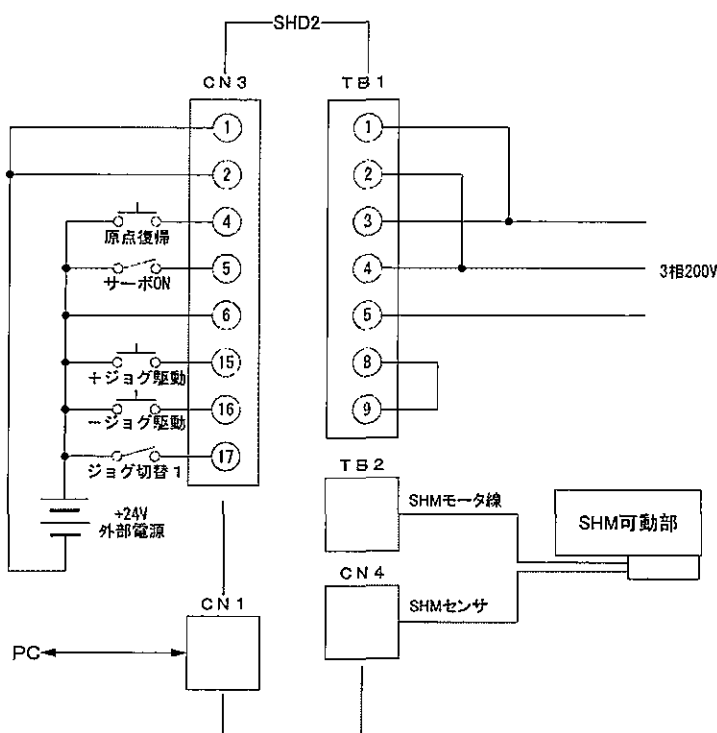 SHD2
CN3
TB1
1
2
4
原点復帰
5
サーボON
6
15
+ジョグ駆動
16
-ジョグ駆動
17
ジョグ切替1
+24V
外部電源
1
2
3
4
5
8
9
3相200V
TB2
SHMモータ線
SHM可動部
CN4
SHMセンサ
CN1
PC